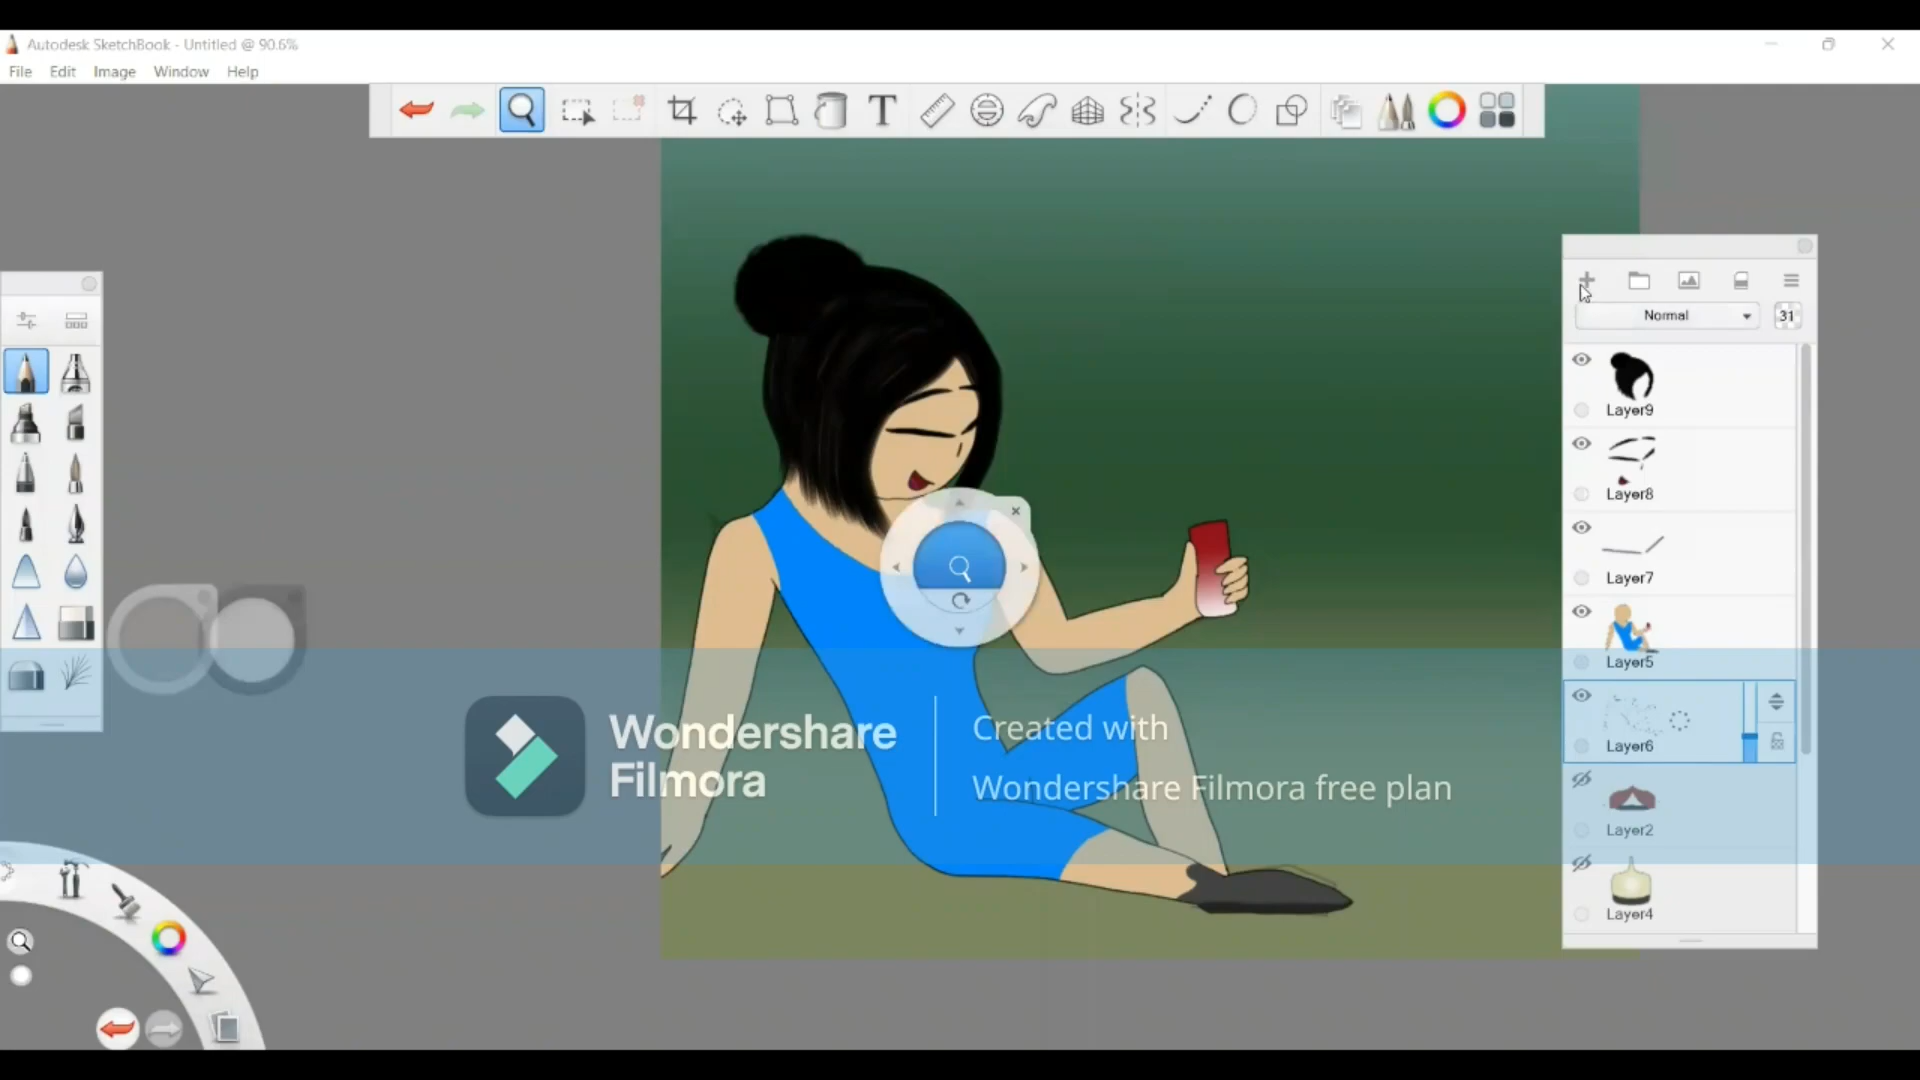 Autodesk SketchBook - Untitled @ 90.6%
File Edit Image Window Help
T
Normal 31
Layer9
Layer8
Layer7
Layer5
Layer6
Layer2
Layer4
Wondershare
Filmora
Created with
Wondershare Filmora free plan